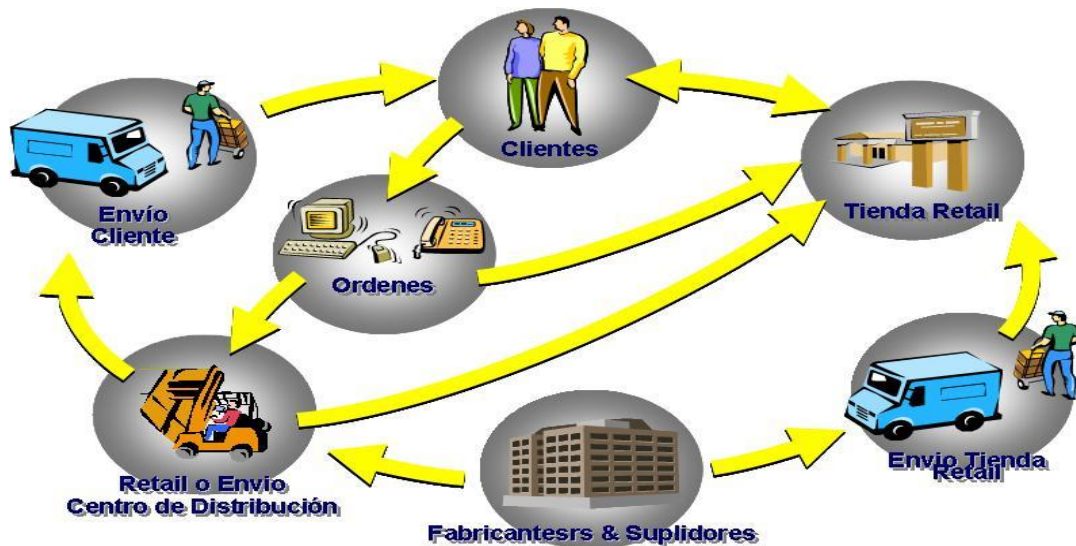 Clientes
Envío
Cliente
Tienda Retail
Ordenes
Retail o Envio
Centro de Distribución
Envio Tienda
Retail
Fabricantesrs & Suplidores